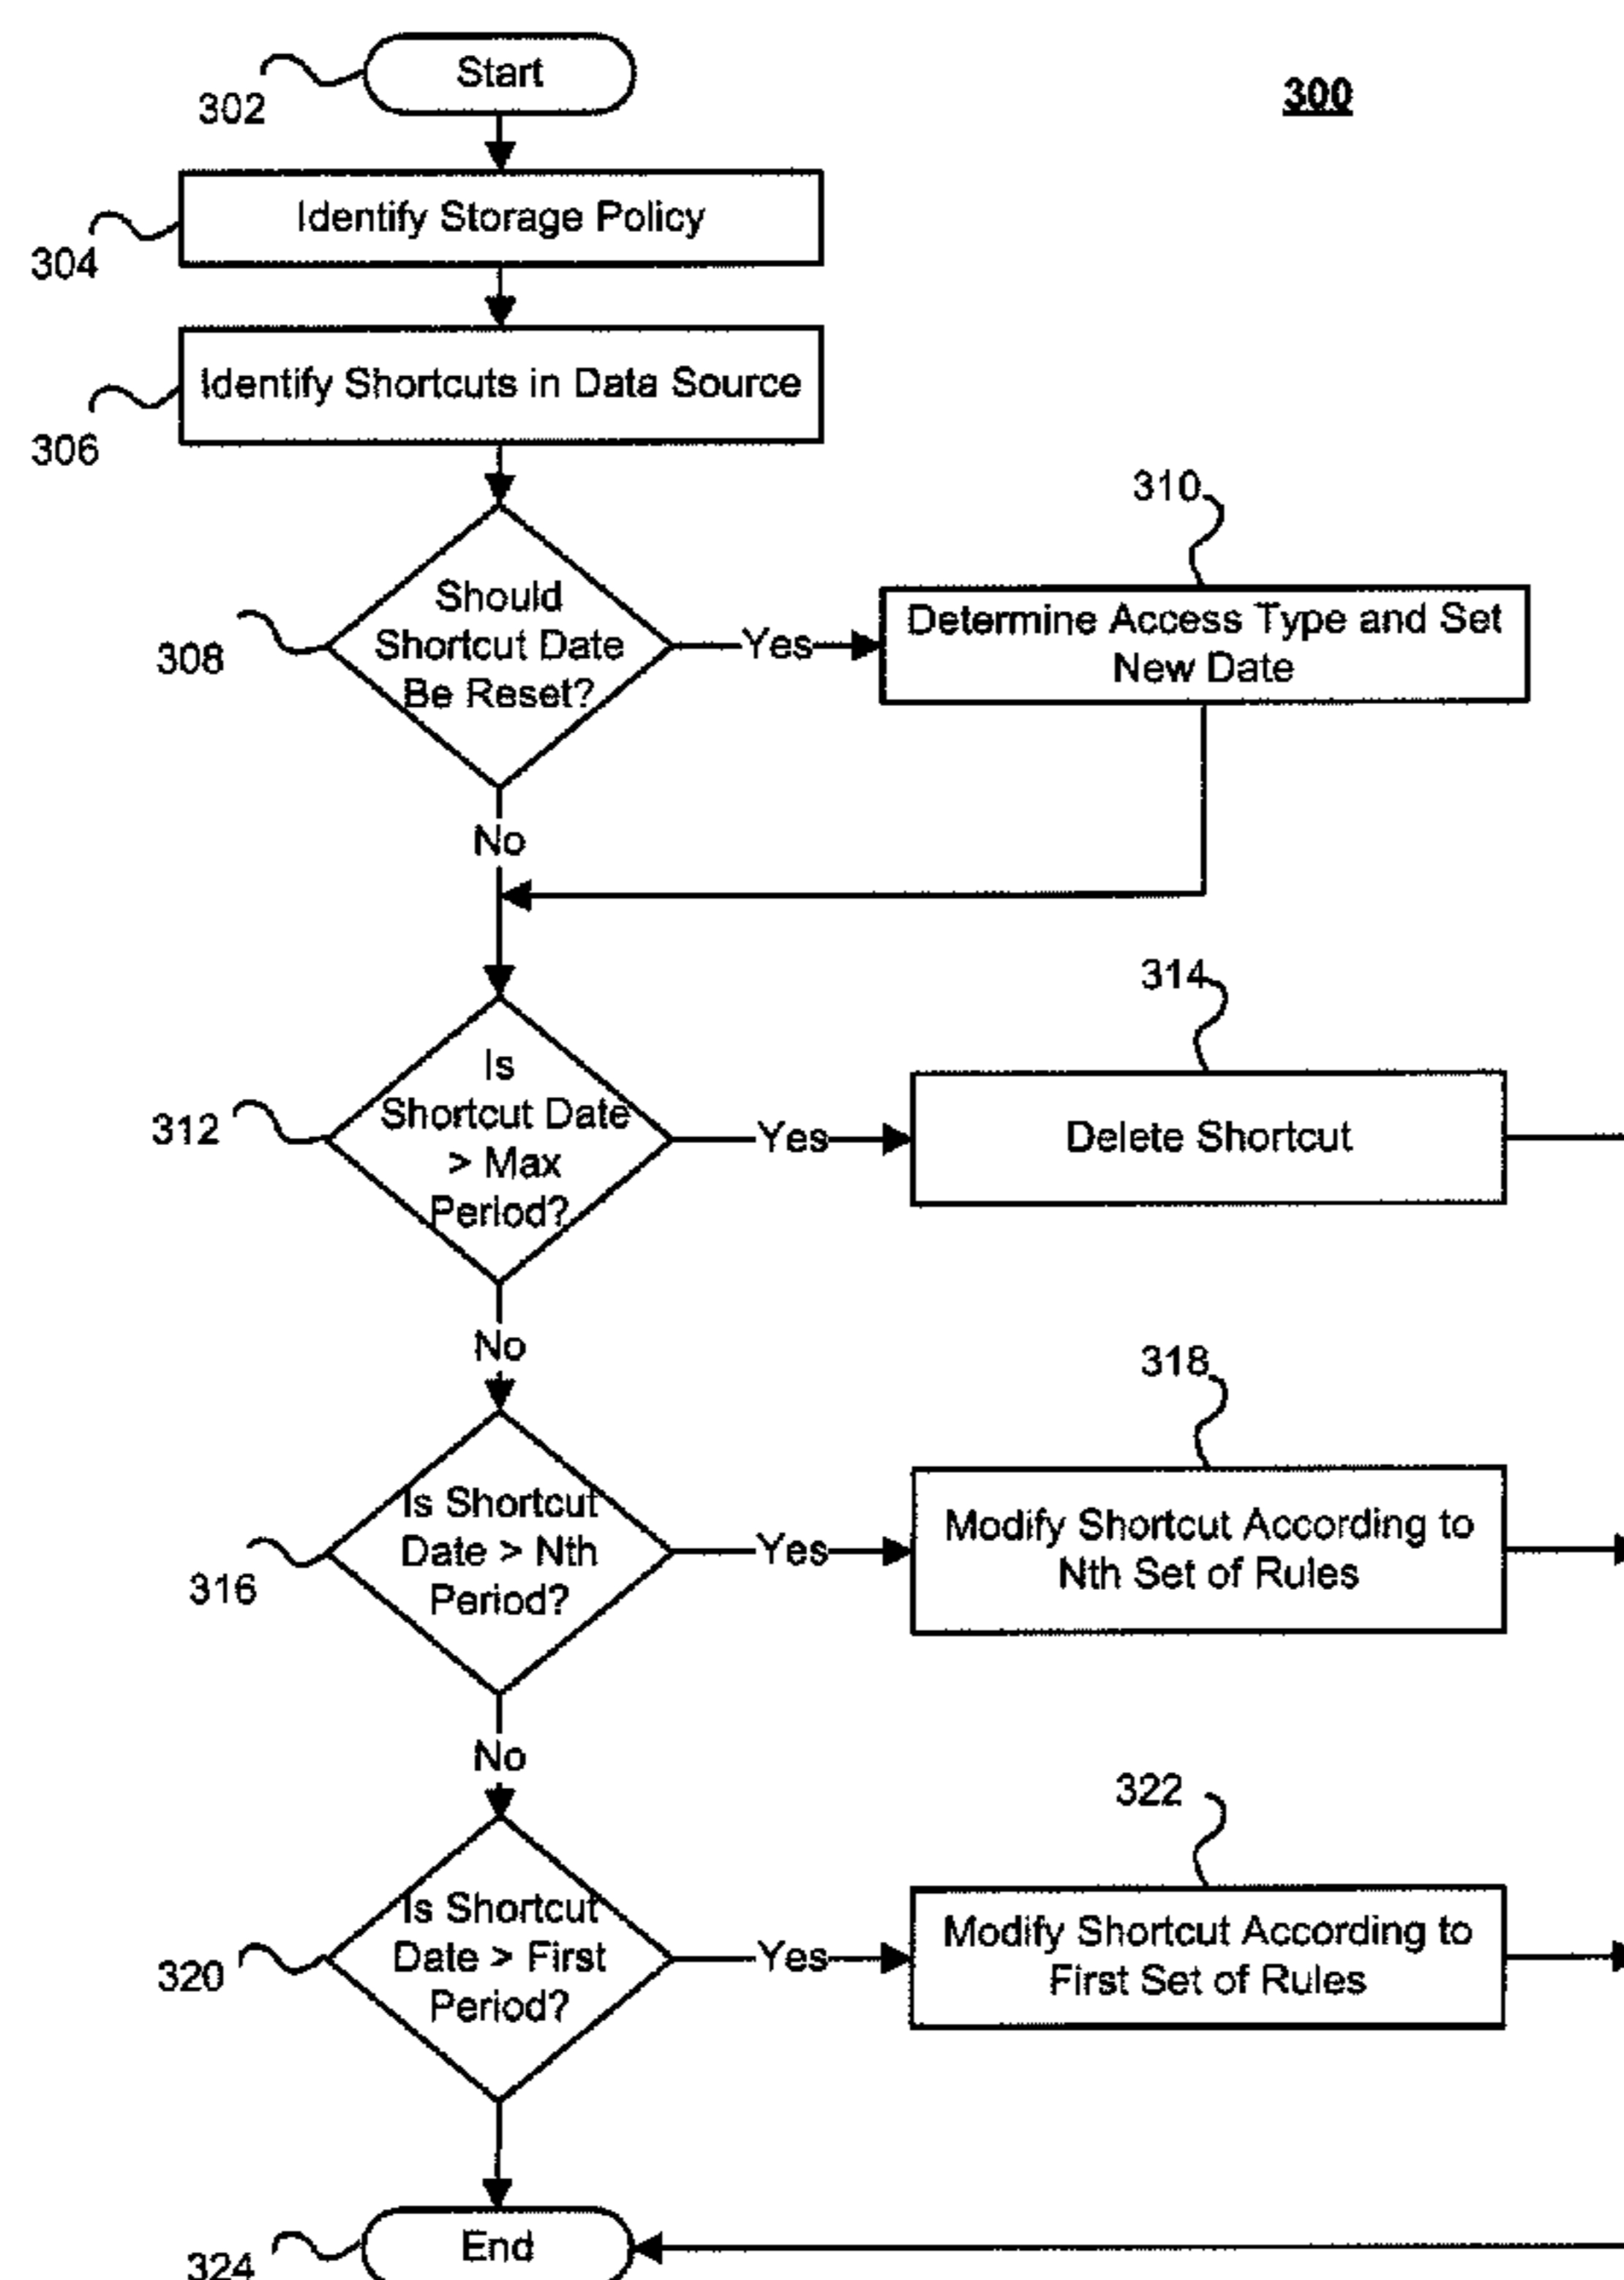 300
Start
302
Identify Storage Policy
304
Identify Shortcuts in Data Source
306
310
Should
Shortcut Date
Be Reset?
308
Yes
Determine Access Type and Set
New Date
No
314
Is
Shortcut Date
> Max
Period?
312
Yes
Delete Shortcut
No
318
Is Shortcut
Date > Nth
Period?
316
Yes
Modify Shortcut According to
Nth Set of Rules
No
322
Is Shortcut
Date > First
Period?
320
Yes
Modify Shortcut According to
First Set of Rules
End
324